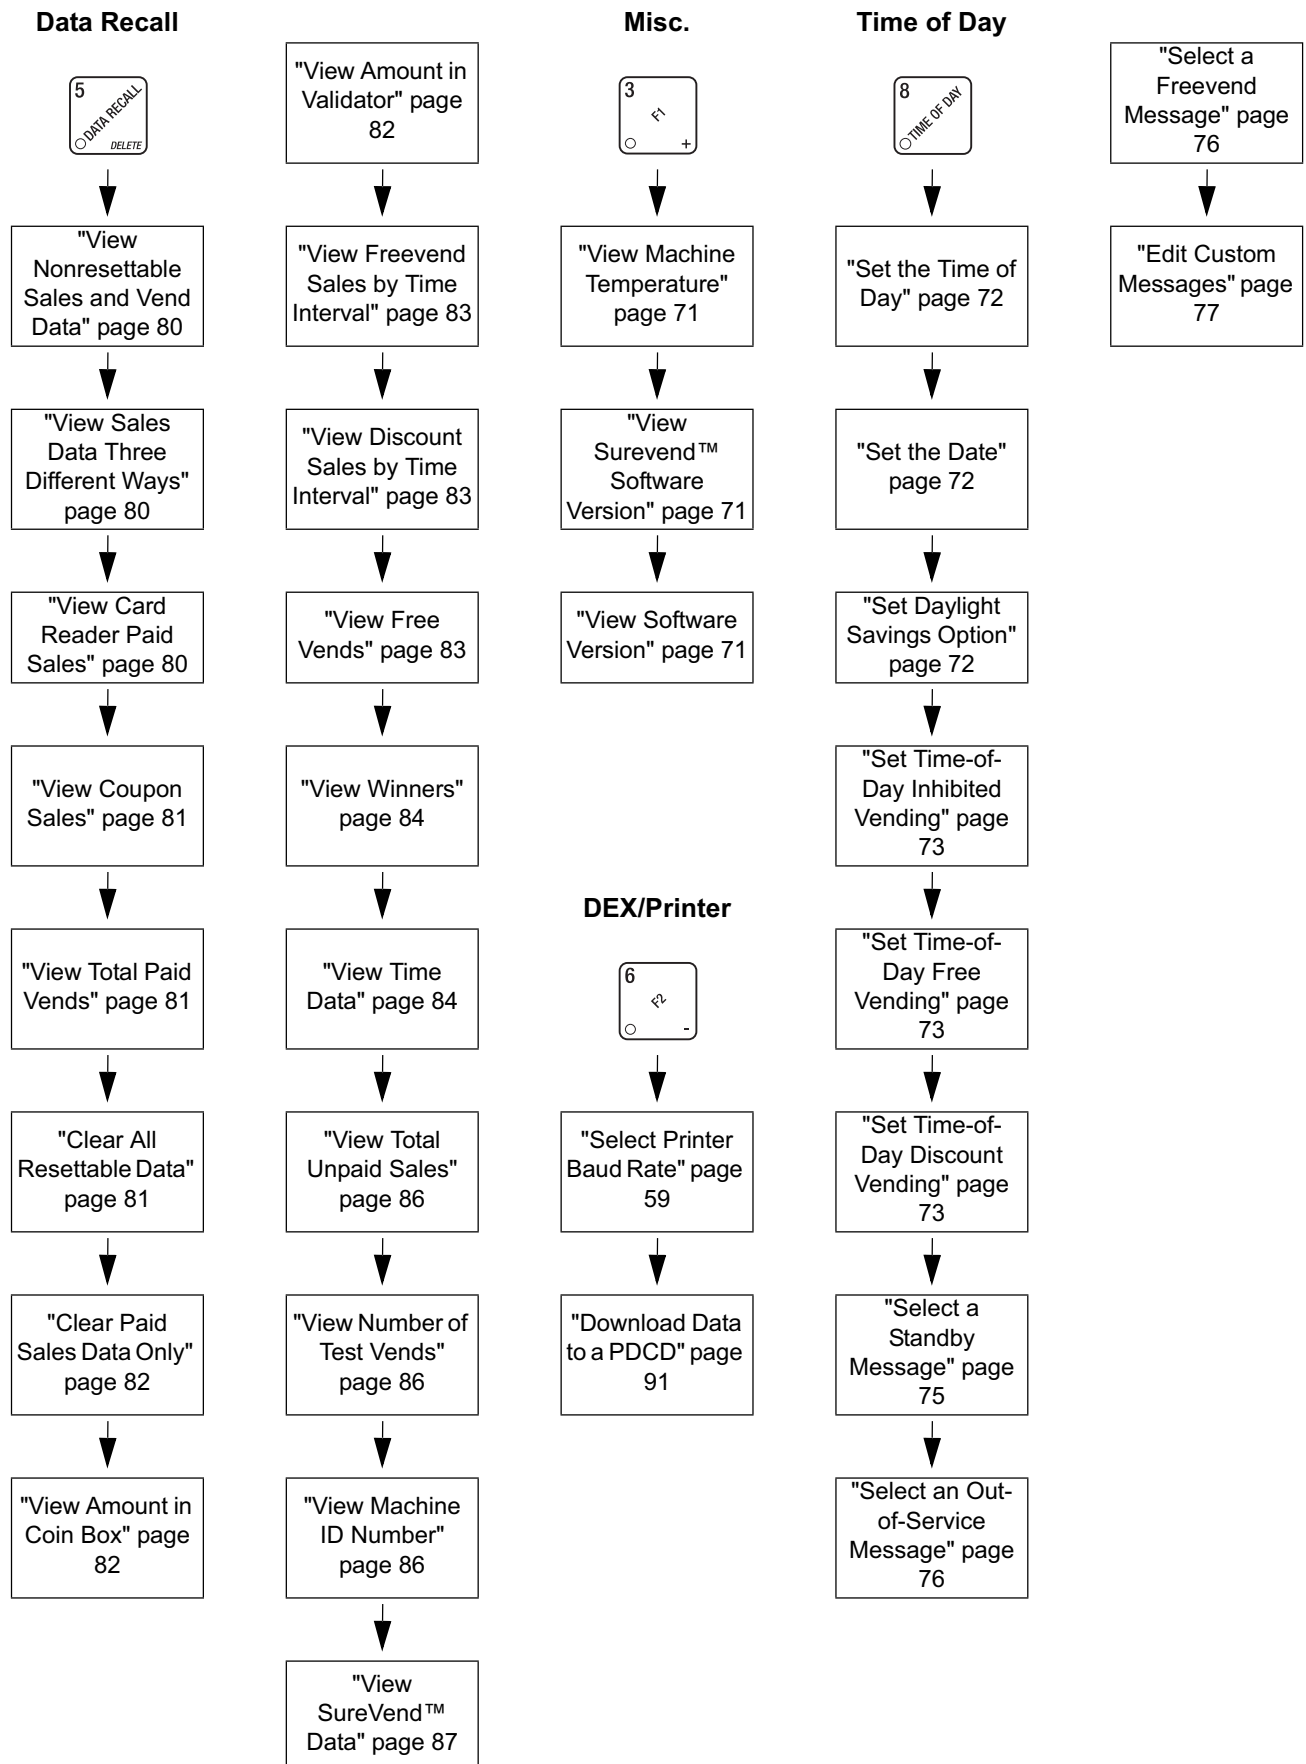 Data Recall
5
DATA RECALL
DELETE
"View
Nonresettable
Sales and Vend
Data" page 80
"View Sales
Data Three
Different Ways"
page 80
"View Card
Reader Paid
Sales" page 80
"View Coupon
Sales" page 81
"View Total Paid
Vends" page 81
"Clear All
Resettable Data"
page 81
"Clear Paid
Sales Data Only"
page 82
"View Amount in
Coin Box" page
82
"View Amount in
Validator" page
82
"View Freevend
Sales by Time
Interval" page 83
"View Discount
Sales by Time
Interval" page 83
"View Free
Vends" page 83
"View Winners"
page 84
"View Time
Data" page 84
"View Total
Unpaid Sales"
page 86
"View Number of
Test Vends"
page 86
"View Machine
ID Number"
page 86
"View
SureVend™
Data" page 87
Misc.
3
F1
+
"View Machine
Temperature"
page 71
"View
Surevend™
Software
Version" page 71
"View Software
Version" page 71
DEX/Printer
6
F2
-
"Select Printer
Baud Rate" page
59
"Download Data
to a PDCD" page
91
Time of Day
8
TIME OF DAY
"Set the Time of
Day" page 72
"Set the Date"
page 72
"Set Daylight
Savings Option"
page 72
"Set Time-of-
Day Inhibited
Vending" page
73
"Set Time-of-
Day Free
Vending" page
73
"Set Time-of-
Day Discount
Vending" page
73
"Select a
Standby
Message" page
75
"Select an Out-
of-Service
Message" page
76
"Select a
Freevend
Message" page
76
"Edit Custom
Messages" page
77